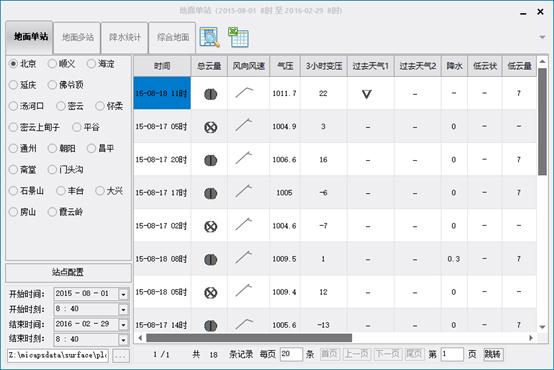 地面单站 (2015-08-01 8时 至 2016-02-29 8时)
地面单站 地面多站 降水统计 综合地面
北京 顺义 海淀
延庆 佛爷顶
汤河口 密云 怀柔
密云上甸子 平谷
通州 朝阳 昌平
斋堂 门头沟
石景山 丰台 大兴
房山 霞云岭
站点配置
开始时间: 2015-08-01
开始时刻: 8:40
结束时间: 2016-02-29
结束时刻: 8:40
Z:\micapsdata\surface\plo ...
时间 总云量 风向风速 气压 3小时变压 过去天气1 过去天气2 降水 低云状 低云量
15-08-18 11时 1011.7 22 - - - 7
15-08-17 05时 1004.9 3 - - 0 - -
15-08-17 20时 1006.6 16 - - 0 - 7
15-08-17 17时 1005 -6 - - 0 - 7
15-08-17 02时 1004.6 -7 - - 0 - -
15-08-18 08时 1009.5 1 - - 0.3 - 7
15-08-18 05时 1009.4 12 - - 0 - -
15-08-17 14时 1005.6 -13 - - 0 - 7
1 /1 共 18 条记录 每页 20 条 首页 上一页 下一页 尾页 第 1 页 跳转